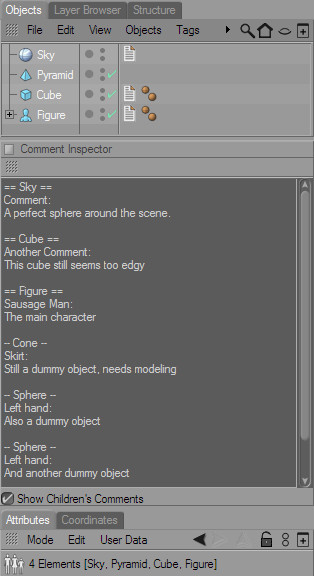 Objects Layer Browser Structure
File Edit View Objects Tags
Sky
Pyramid
Cube
Figure
Comment Inspector
== Sky ==
Comment:
A perfect sphere around the scene.
== Cube ==
Another Comment:
This cube still seems too edgy
== Figure ==
Sausage Man:
The main character
-- Cone --
Skirt:
Still a dummy object, needs modeling
-- Sphere --
Left hand:
Also a dummy object
-- Sphere --
Left hand:
And another dummy object
Show Children's Comments
Attributes Coordinates
Mode Edit User Data
4 Elements [Sky, Pyramid, Cube, Figure]